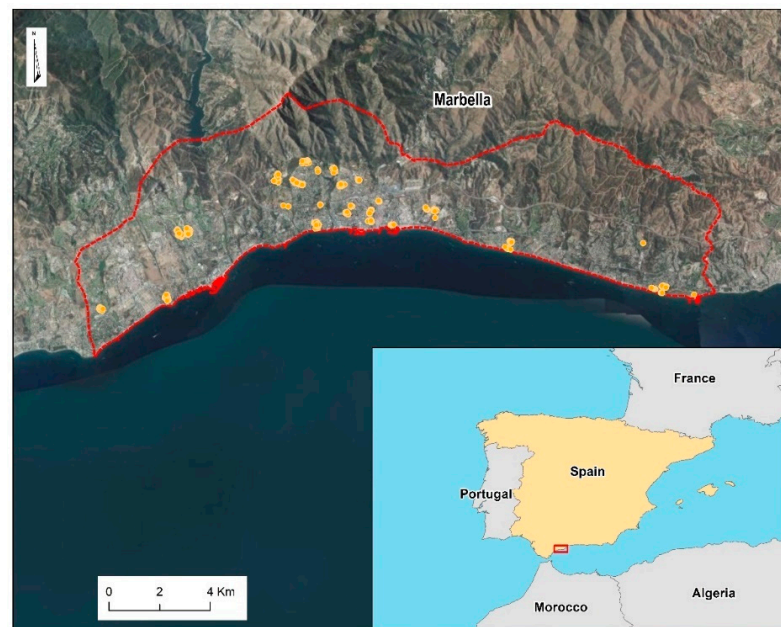 N
Marbella
France
Spain
Portugal
Algeria
Morocco
0 2 4 Km